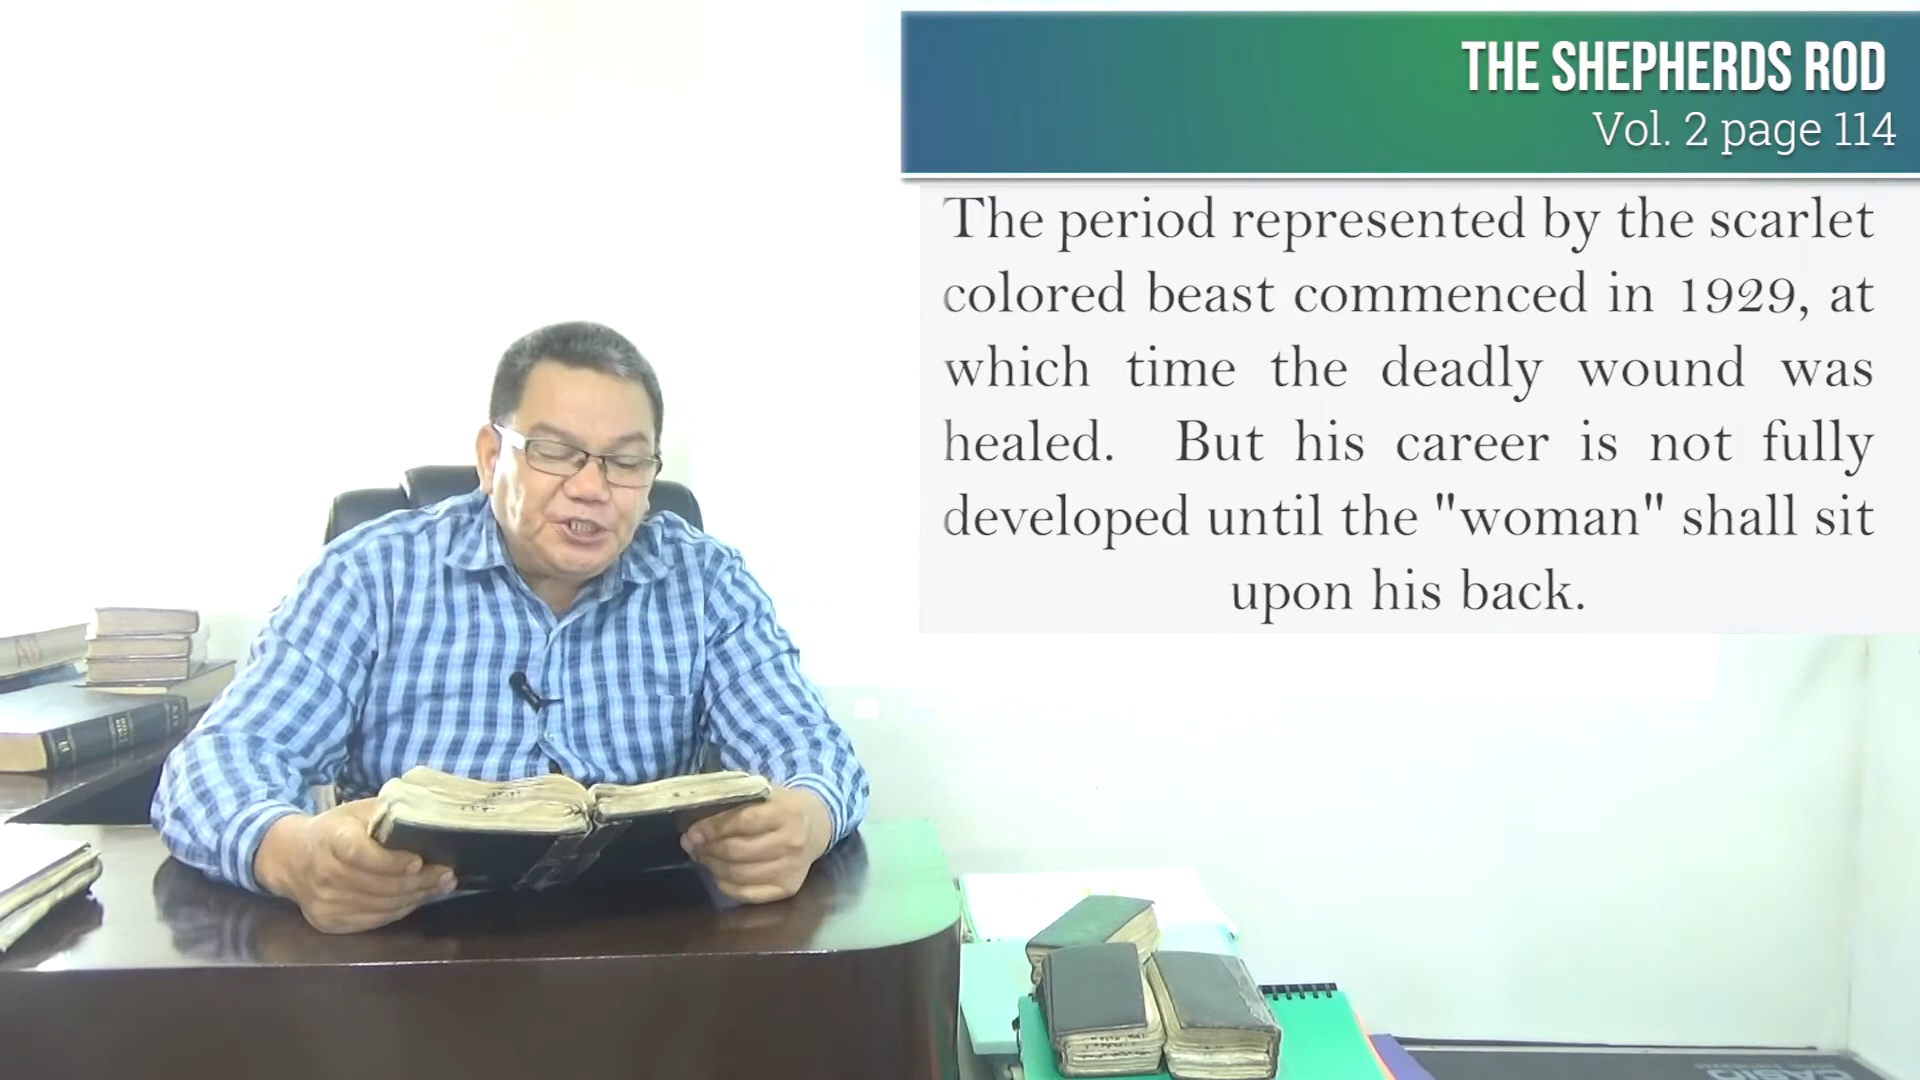 THE SHEPHERDS ROD
Vol. 2 page 114
The period represented by the scarlet
colored beast commenced in 1929, at
which time the deadly wound was
healed. But his career is not fully
developed until the "woman" shall sit
upon his back.
CASIO